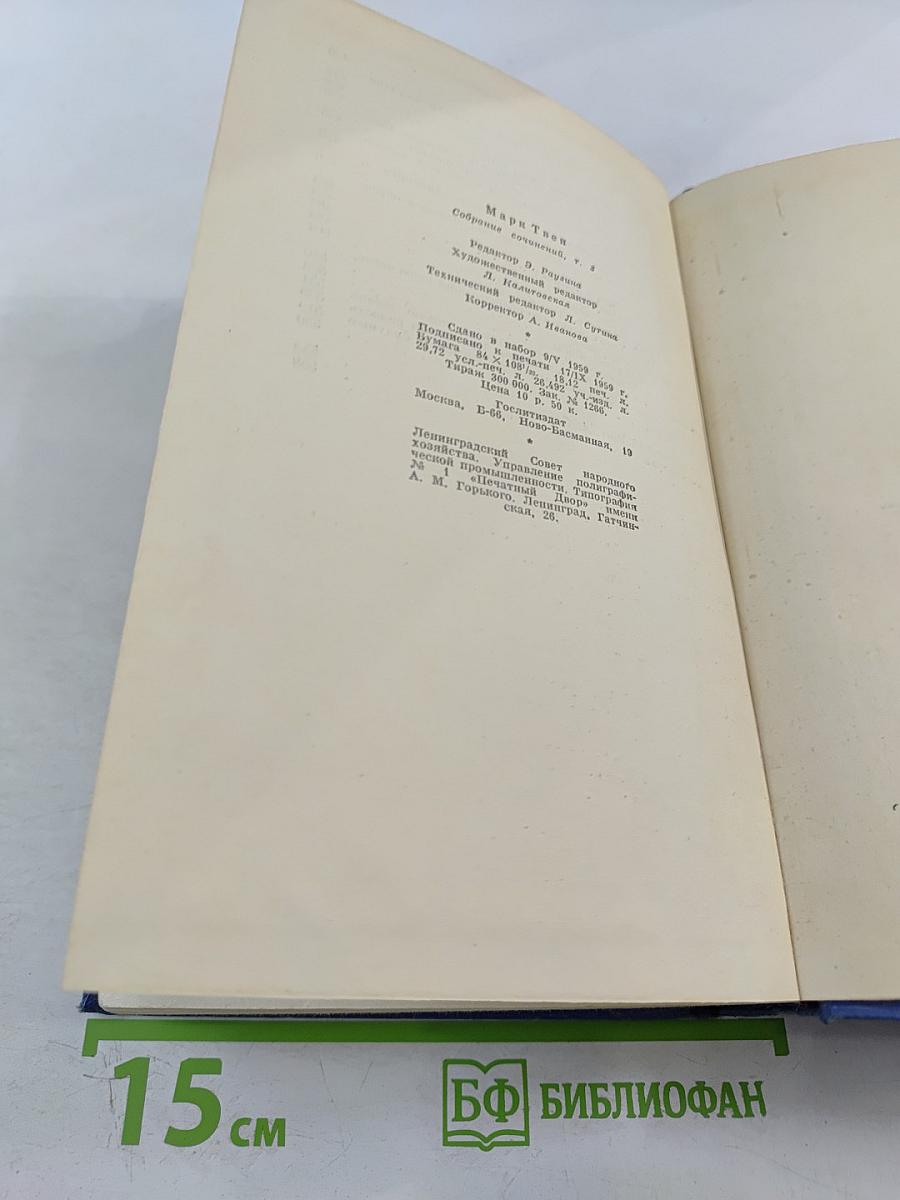 Марк Твен
Собрание сочинений, т. 3
Редактор Э. Раузина
Художественный редактор
Л. Калитовская
Технический редактор Л. Сутина
Корректор А. Иванова
*
Сдано в набор 9/V 1959 г.
Подписано к печати 17/IX 1959 г.
Бумага 84 × 108¹/₃₂. 18,12 печ. л.
29,72 усл.-печ. л. 26,492 уч.-изд. л.
Тираж 300 000. Зак. № 1266.
Цена 10 р. 50 к.
Гослитиздат
Москва, Б-66, Ново-Басманная, 19
*
Ленинградский Совет народного
хозяйства. Управление полиграфи-
ческой промышленности. Типография
№ 1 «Печатный Двор» имени
А. М. Горького. Ленинград, Гатчин-
ская, 26.
15 см
БФ БИБЛИОФАН